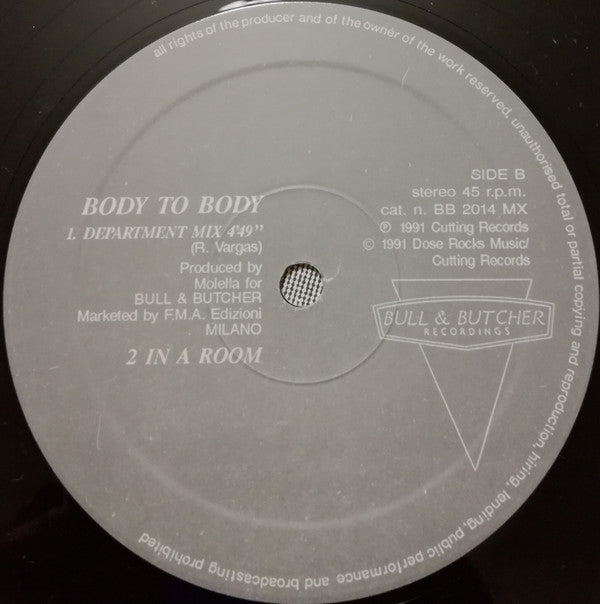 all rights of the producer and of the owner of the work reserved, unauthorised total or partial copying and reproduction, hiring, lending, public performance and broadcasting prohibited
SIDE B
stereo 45 r.p.m.
cat. n. BB 2014 MX
℗ 1991 Cutting Records
© 1991 Dose Rocks Music/
Cutting Records
BODY TO BODY
1. DEPARTMENT MIX 4'49"
(R. Vargas)
Produced by
Molella for
BULL & BUTCHER
Marketed by F.M.A. Edizioni
MILANO
2 IN A ROOM
BULL & BUTCHER
RECORDINGS